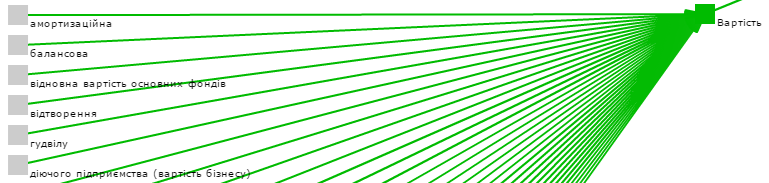 амортизаційна
Вартість
балансова
відновна вартість основних фондів
відтворення
гудвілу
діючого підприємства (вартість бізнесу)